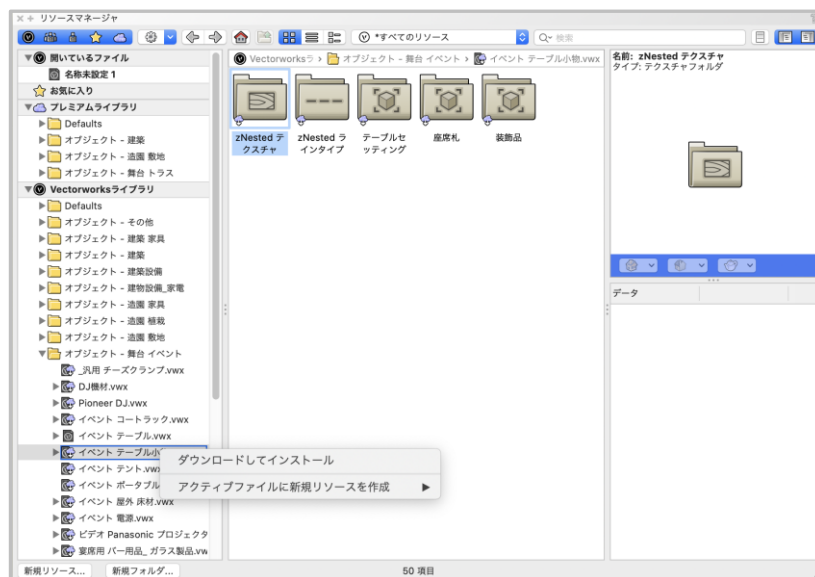 リソースマネージャ
*すべてのリソース
検索
開いているファイル
名称未設定 1
お気に入り
プレミアムライブラリ
Defaults
オブジェクト - 建築
オブジェクト - 造園 敷地
オブジェクト - 舞台 トラス
Vectorworksライブラリ
Defaults
オブジェクト - その他
オブジェクト - 建築 家具
オブジェクト - 建築
オブジェクト - 建築設備
オブジェクト - 建物設備_家電
オブジェクト - 造園 家具
オブジェクト - 造園 植栽
オブジェクト - 造園 敷地
オブジェクト - 舞台 イベント
_汎用 チーズクランプ.vwx
DJ機材.vwx
Pioneer DJ.vwx
イベント コートラック.vwx
イベント テーブル.vwx
イベント テーブル小
イベント テント.vwx
イベント ポータブル
イベント 屋外 床材.vwx
イベント 電源.vwx
ビデオ Panasonic プロジェクタ
宴席用 バー用品_ ガラス製品.vw
新規リソース...
新規フォルダ...
Vectorworksラ › オブジェクト - 舞台 イベント › イベント テーブル小物.vwx
zNested テ
クスチャ
zNested ラ
インタイプ
テーブルセ
ッティング
座席札
装飾品
ダウンロードしてインストール
アクティブファイルに新規リソースを作成
50 項目
名前: zNested テクスチャ
タイプ: テクスチャフォルダ
データ